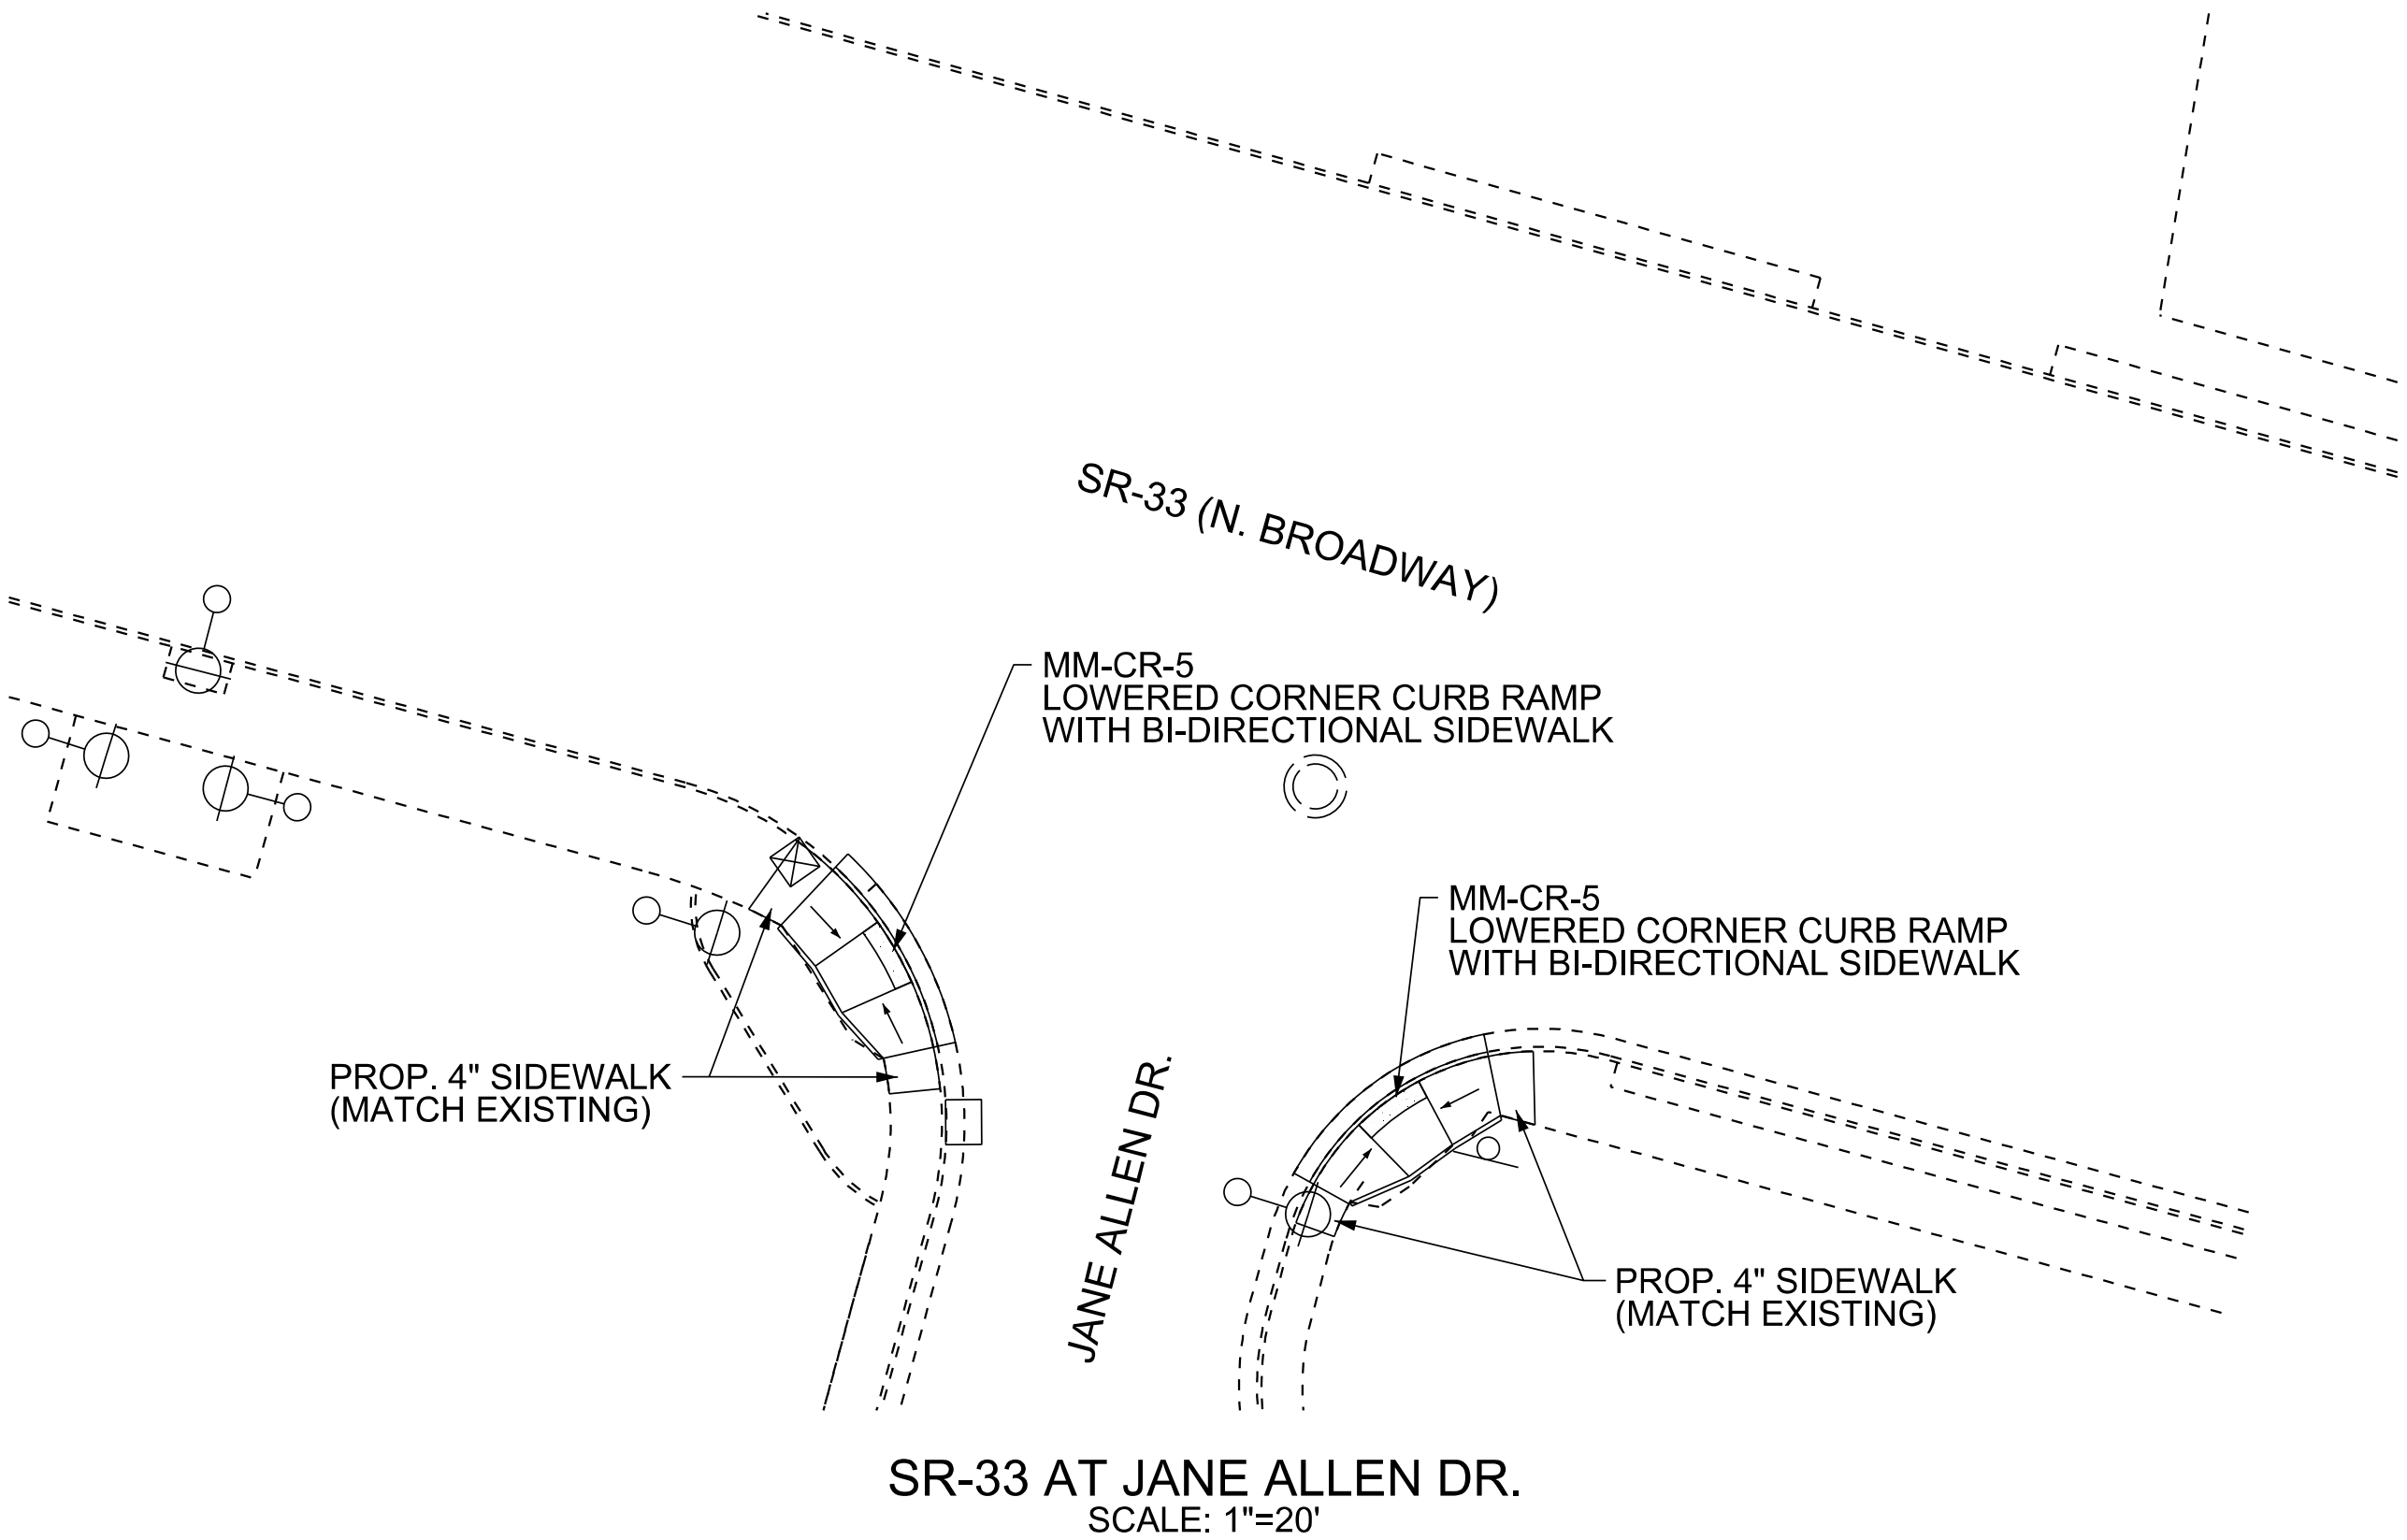 SR-33 (N. BROADWAY)
MM-CR-5
LOWERED CORNER CURB RAMP
WITH BI-DIRECTIONAL SIDEWALK
MM-CR-5
LOWERED CORNER CURB RAMP
WITH BI-DIRECTIONAL SIDEWALK
PROP. 4" SIDEWALK
(MATCH EXISTING)
JANE ALLEN DR.
PROP. 4" SIDEWALK
(MATCH EXISTING)
SR-33 AT JANE ALLEN DR.
SCALE: 1"=20'